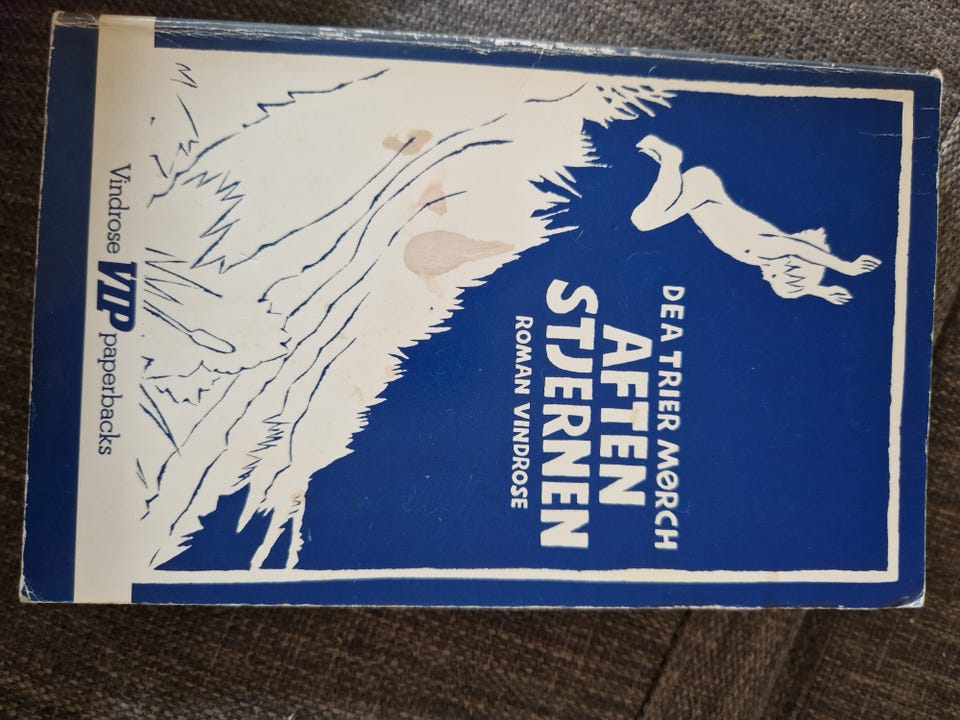 DEA TRIER MØRCH
AFTEN
STJERNEN
ROMAN VINDROSE
Vindrose VIP paperbacks